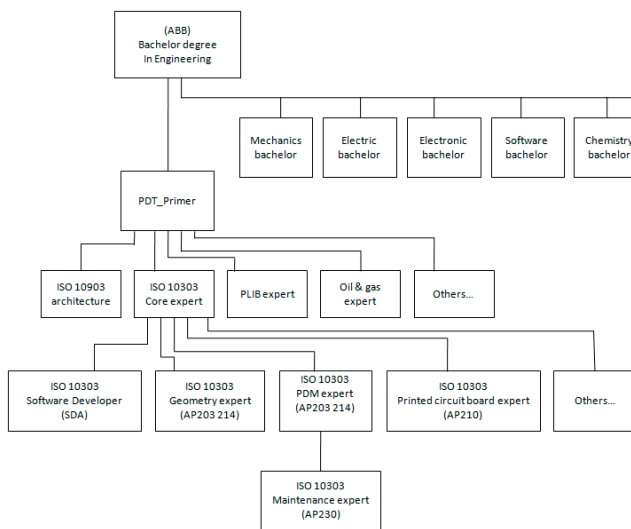 (ABB)
Bachelor degree
In Engineering
Mechanics
bachelor
Electric
bachelor
Electronic
bachelor
Software
bachelor
Chemistry
bachelor
PDT_Primer
ISO 10903
architecture
ISO 10303
Core expert
PLIB expert
Oil & gas
expert
Others...
ISO 10303
Software Developer
(SDA)
ISO 10303
Geometry expert
(AP203 214)
ISO 10303
PDM expert
(AP203 214)
ISO 10303
Printed circuit board expert
(AP210)
Others...
ISO 10303
Maintenance expert
(AP230)